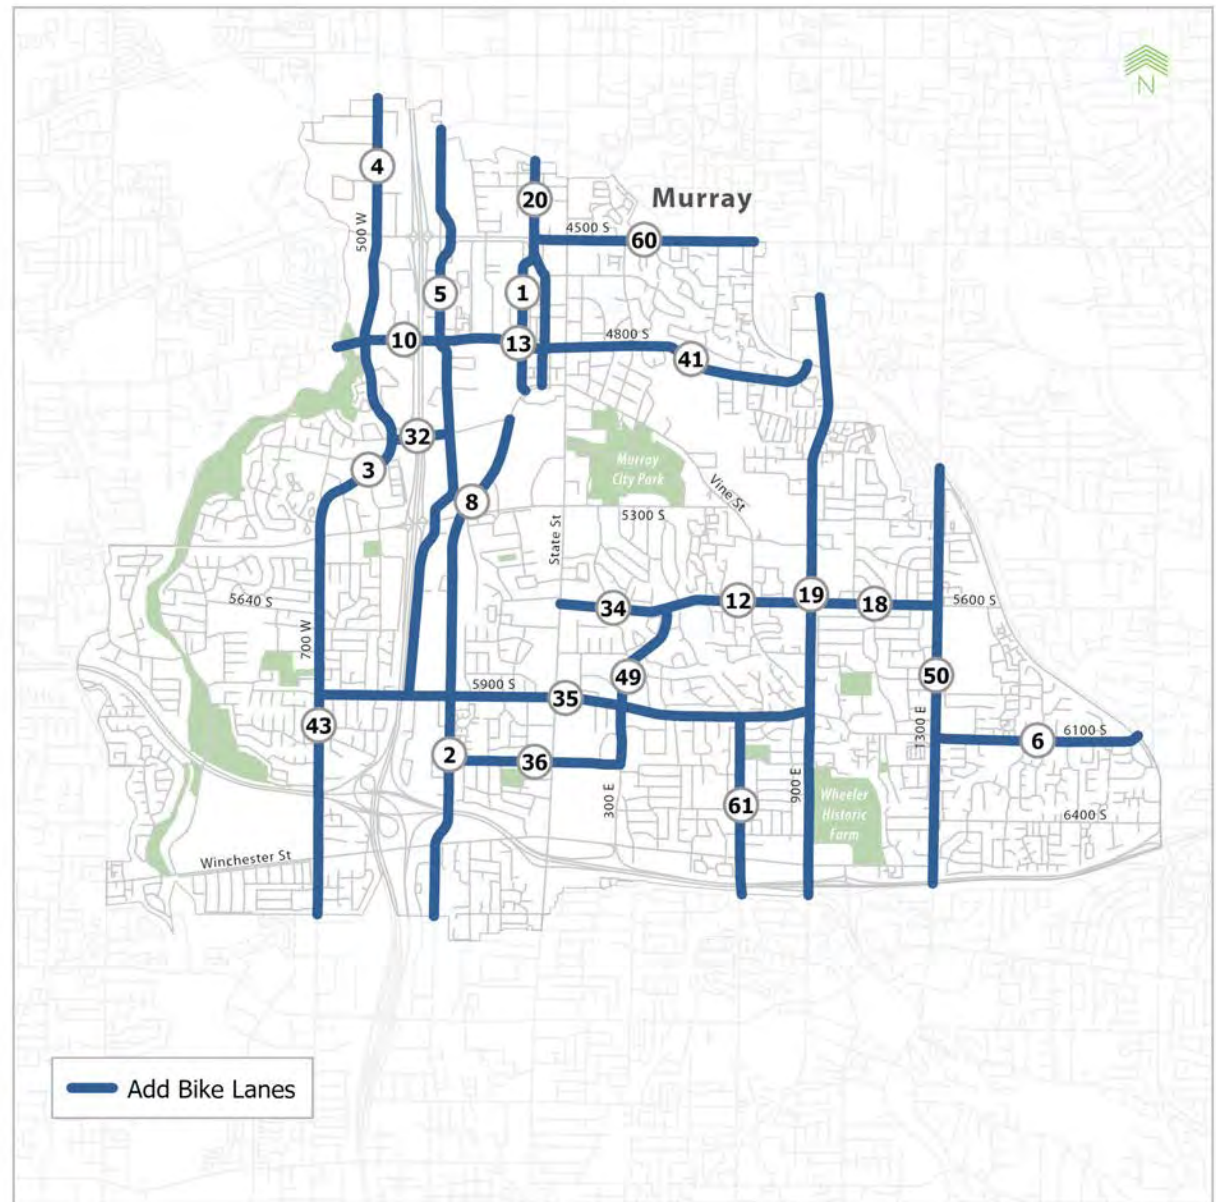 N
4
20
Murray
500 W
4500 S
60
5
1
10
13
4800 S
41
32
3
Murray
City Park
8
Vine St
5300 S
State St
5640 S
34
12
19
18
5600 S
700 W
49
50
5900 S
35
43
1300 E
6
6100 S
2
36
300 E
61
900 E
Wheeler
Historic
Farm
6400 S
Winchester St
Add Bike Lanes